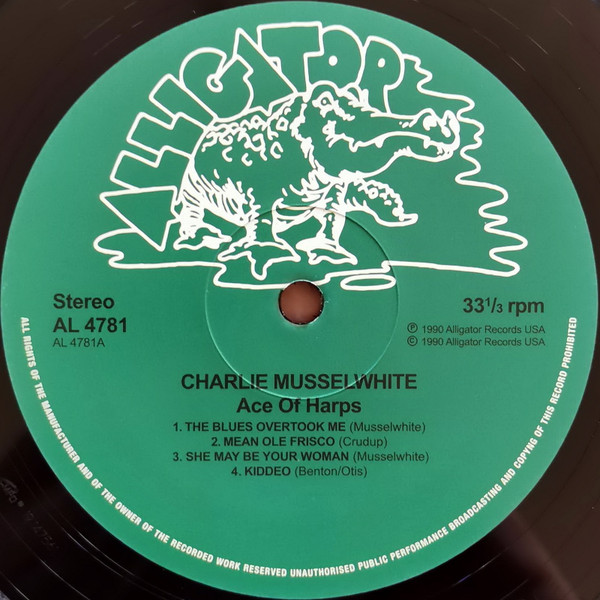 ALLIGATOR
Stereo
AL 4781
AL 4781A
33 1/3 rpm
℗ 1990 Alligator Records USA
© 1990 Alligator Records USA
CHARLIE MUSSELWHITE
Ace Of Harps
1. THE BLUES OVERTOOK ME (Musselwhite)
2. MEAN OLE FRISCO (Crudup)
3. SHE MAY BE YOUR WOMAN (Musselwhite)
4. KIDDEO (Benton/Otis)
ALL RIGHTS OF THE MANUFACTURER AND OF THE OWNER OF THE RECORDED WORK RESERVED UNAUTHORISED PUBLIC PERFORMANCE BROADCASTING AND COPYNG OF THIS RECORD PROHIBITED